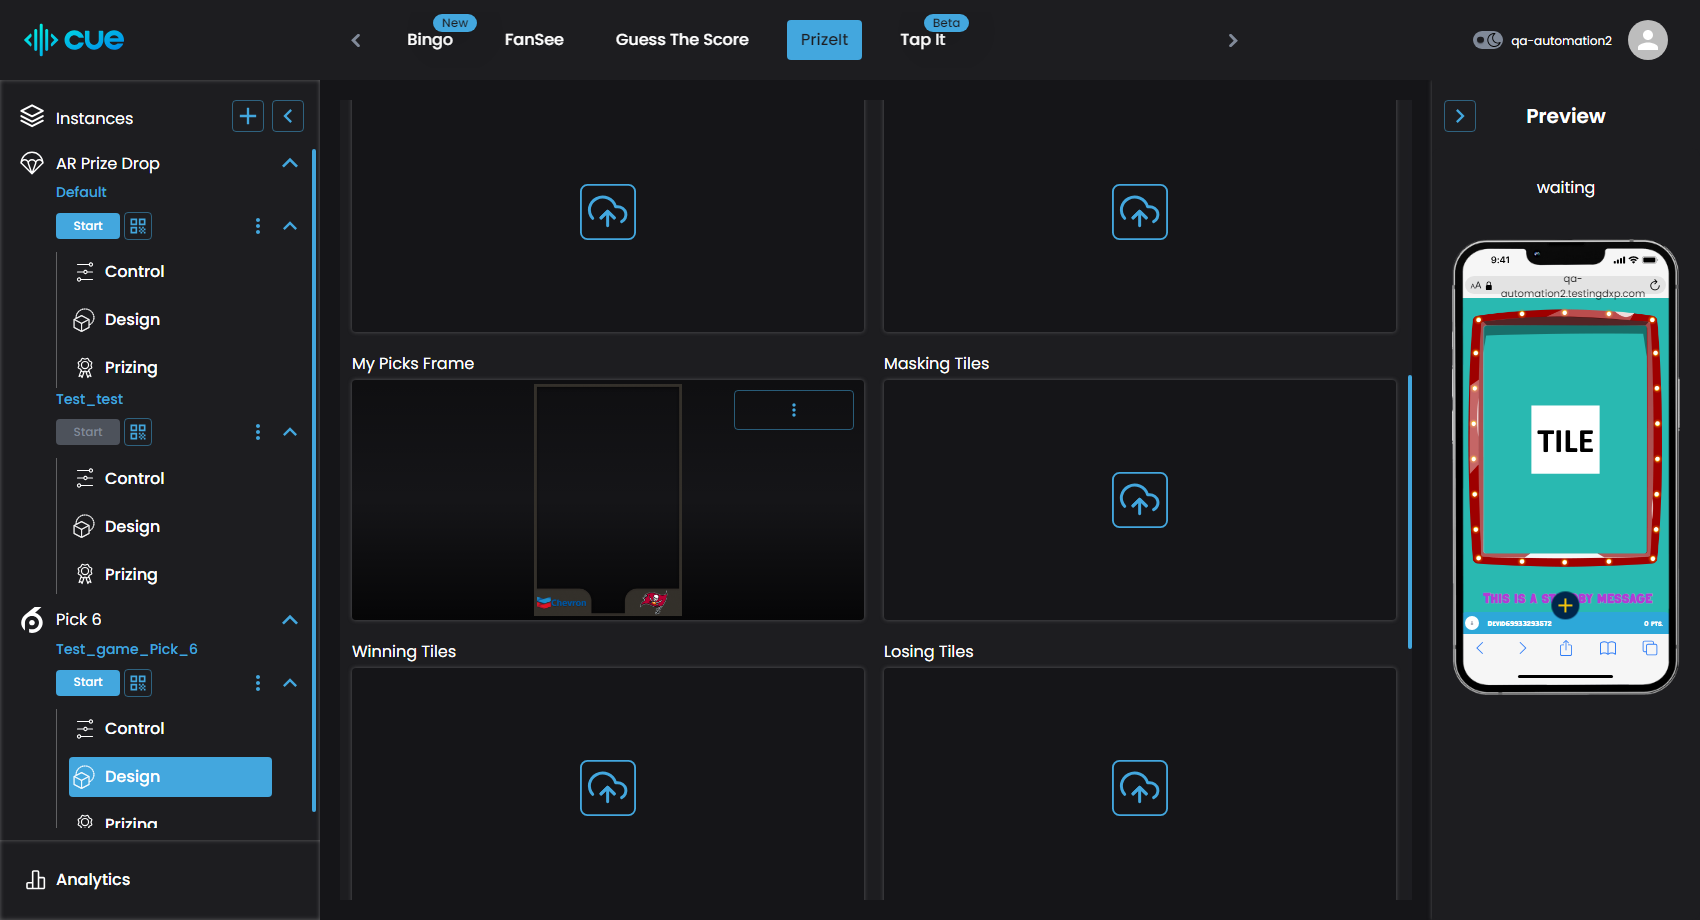 cue
New
Bingo
FanSee
Guess The Score
PrizeIt
Beta
Tap It
qa-automation2
Instances
AR Prize Drop
Default
Start
Control
Design
Prizing
Test_test
Start
Control
Design
Prizing
Pick 6
Test_game_Pick_6
Start
Control
Design
Prizing
Analytics
My Picks Frame
Chevron
Masking Tiles
Winning Tiles
Losing Tiles
Preview
waiting
9:41
AA
qa-
automation2.testingdxp.com
TILE
THIS IS A ST BY MESSAGE
DEVID69933293572
0 PTS.